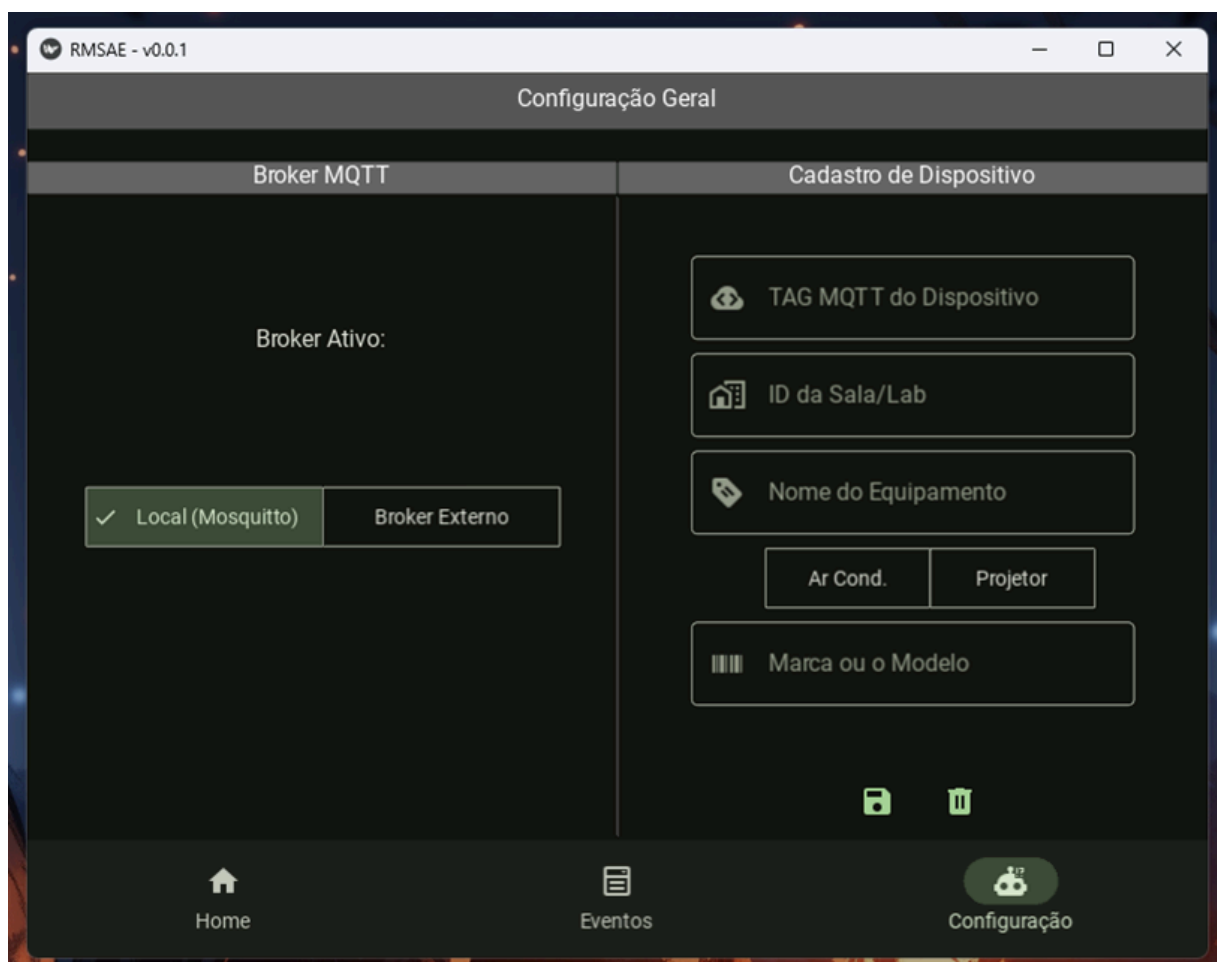 RMSAE - v0.0.1
Configuração Geral
Broker MQTT
Cadastro de Dispositivo
Broker Ativo:
Local (Mosquitto)
Broker Externo
TAG MQTT do Dispositivo
ID da Sala/Lab
Nome do Equipamento
Ar Cond.
Projetor
Marca ou o Modelo
Home
Eventos
Configuração